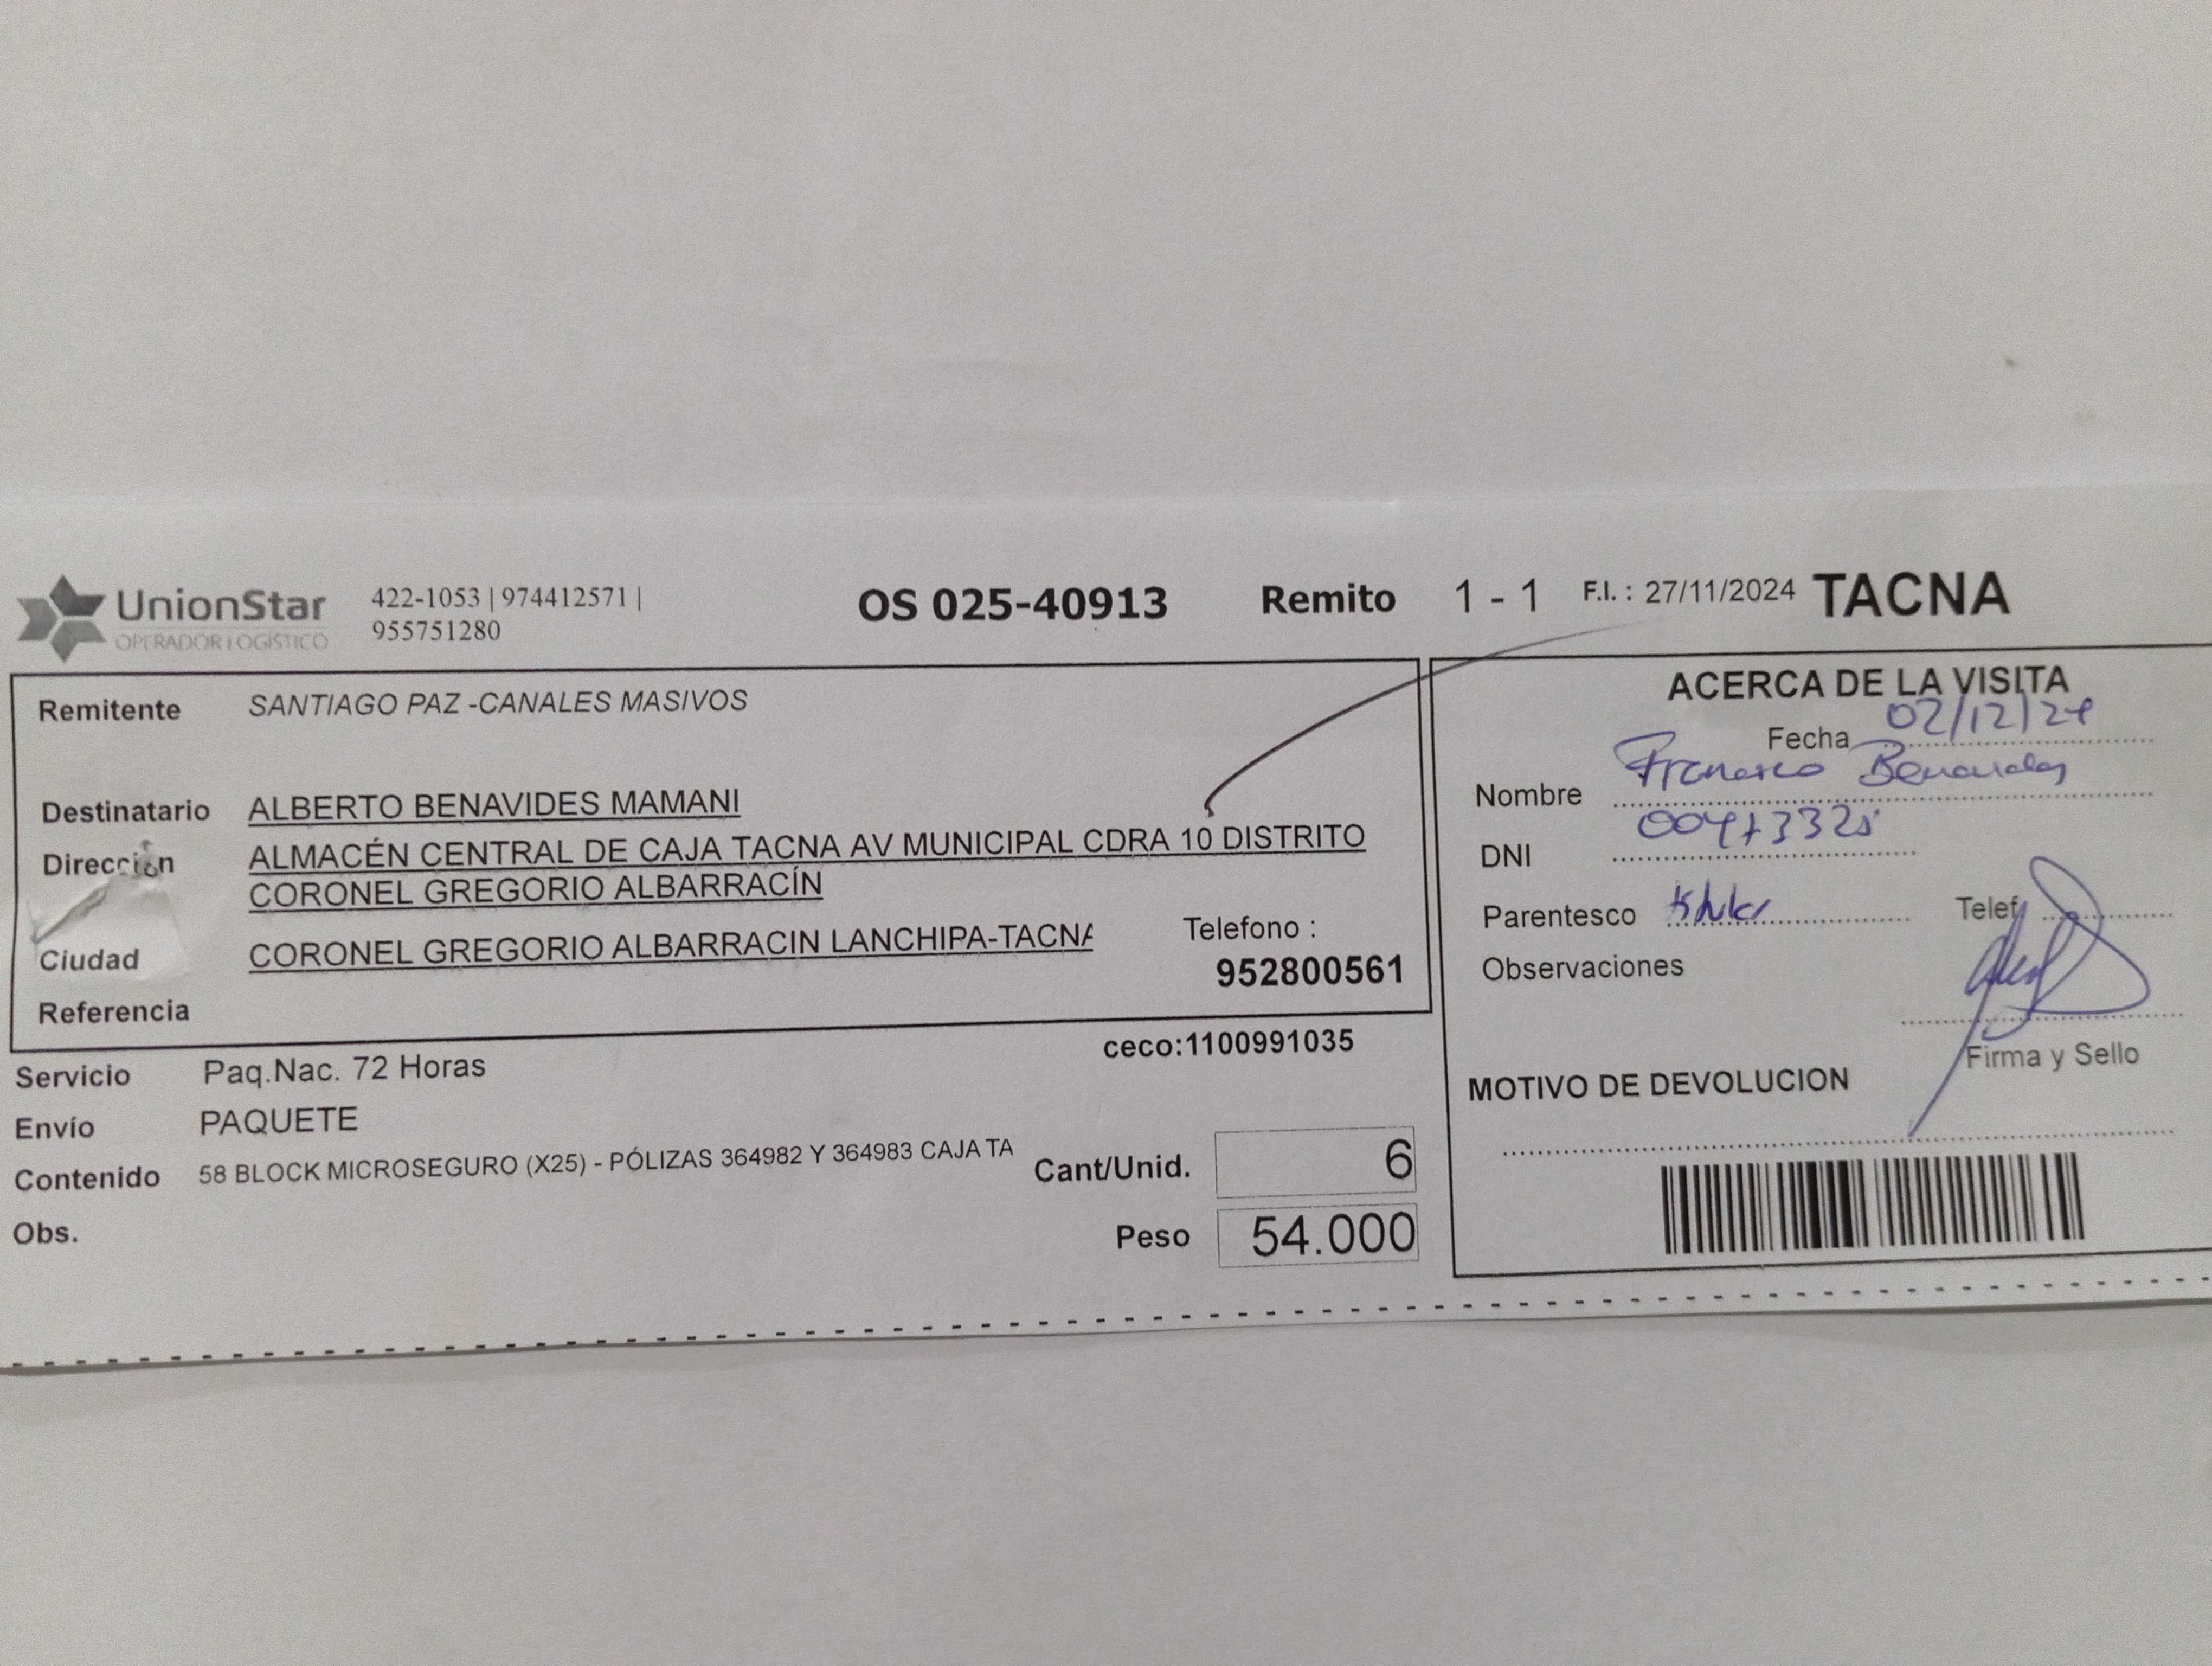 UnionStar
OPERADOR LOGÍSTICO
422-1053 | 974412571 |
955751280
OS 025-40913 Remito 1 - 1 F.I. : 27/11/2024 TACNA
Remitente SANTIAGO PAZ -CANALES MASIVOS
Destinatario ALBERTO BENAVIDES MAMANI
Dirección ALMACÉN CENTRAL DE CAJA TACNA AV MUNICIPAL CDRA 10 DISTRITO
CORONEL GREGORIO ALBARRACÍN
Ciudad CORONEL GREGORIO ALBARRACIN LANCHIPA-TACNA
Telefono :
952800561
Referencia
ceco:1100991035
Servicio Paq.Nac. 72 Horas
Envío PAQUETE
Contenido 58 BLOCK MICROSEGURO (X25) - PÓLIZAS 364982 Y 364983 CAJA TA
Cant/Unid. 6
Obs.
Peso 54.000
ACERCA DE LA VISITA
Fecha 02/12/24
Nombre Francisco Benavides
DNI
Parentesco
Telef
Observaciones
Firma y Sello
MOTIVO DE DEVOLUCION